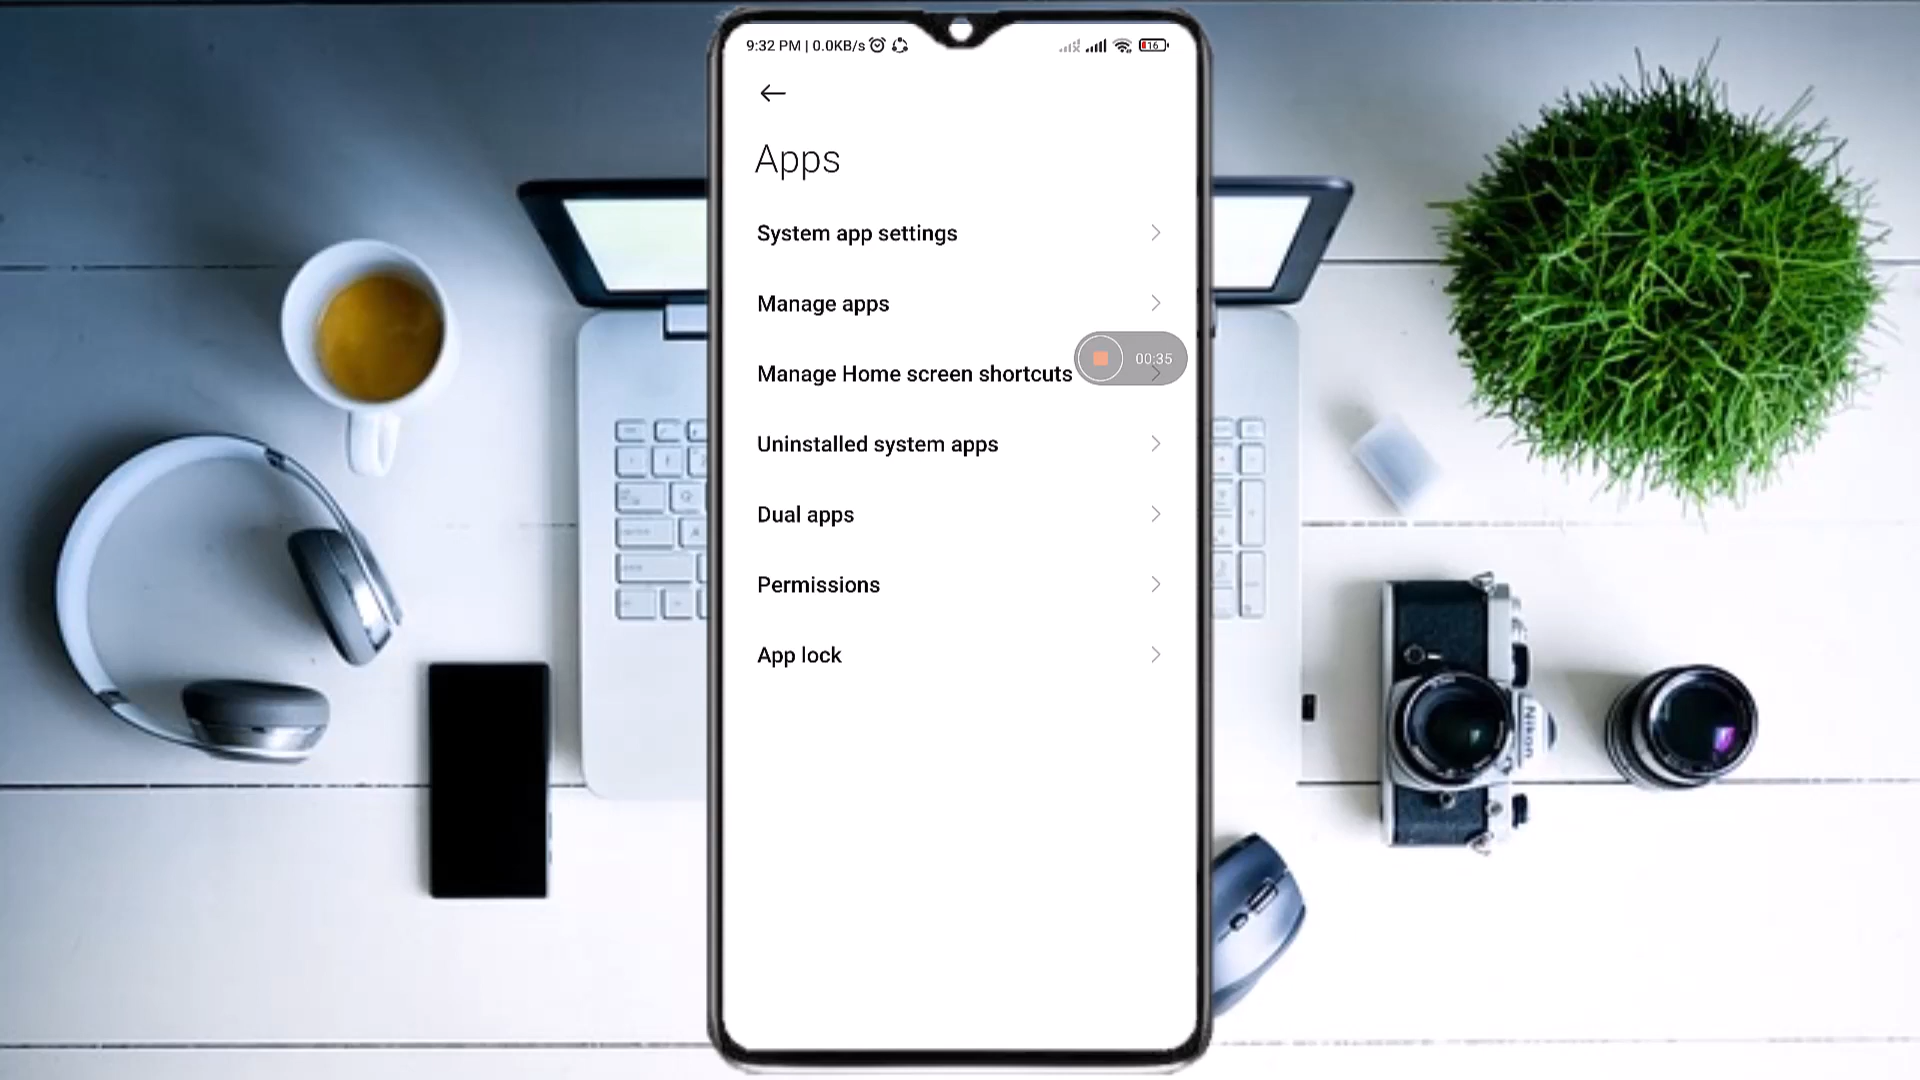 9:32 PM | 0.0KB/s
16
Apps
System app settings
Manage apps
00:35
Manage Home screen shortcuts
Uninstalled system apps
Dual apps
Permissions
App lock
Nikon